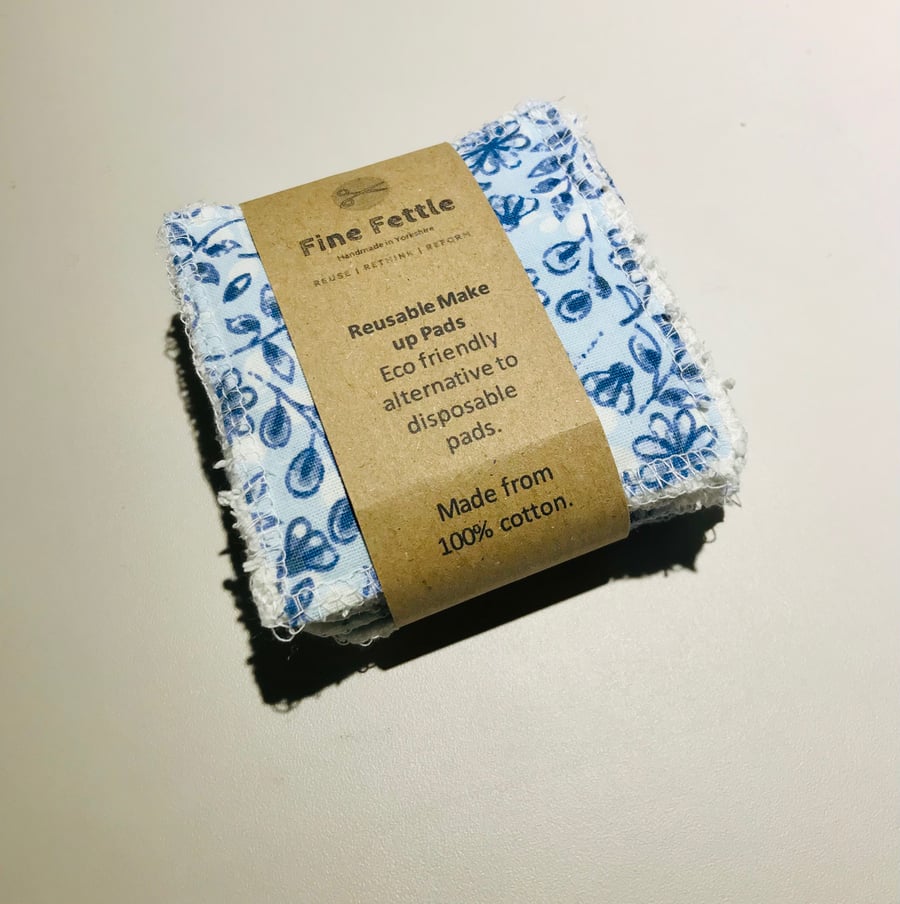 Fine Fettle
Handmade in Yorkshire
REUSE | RETHINK | REFORM
Reusable Make
up Pads
Eco friendly
alternative to
disposable
pads.
Made from
100% cotton.